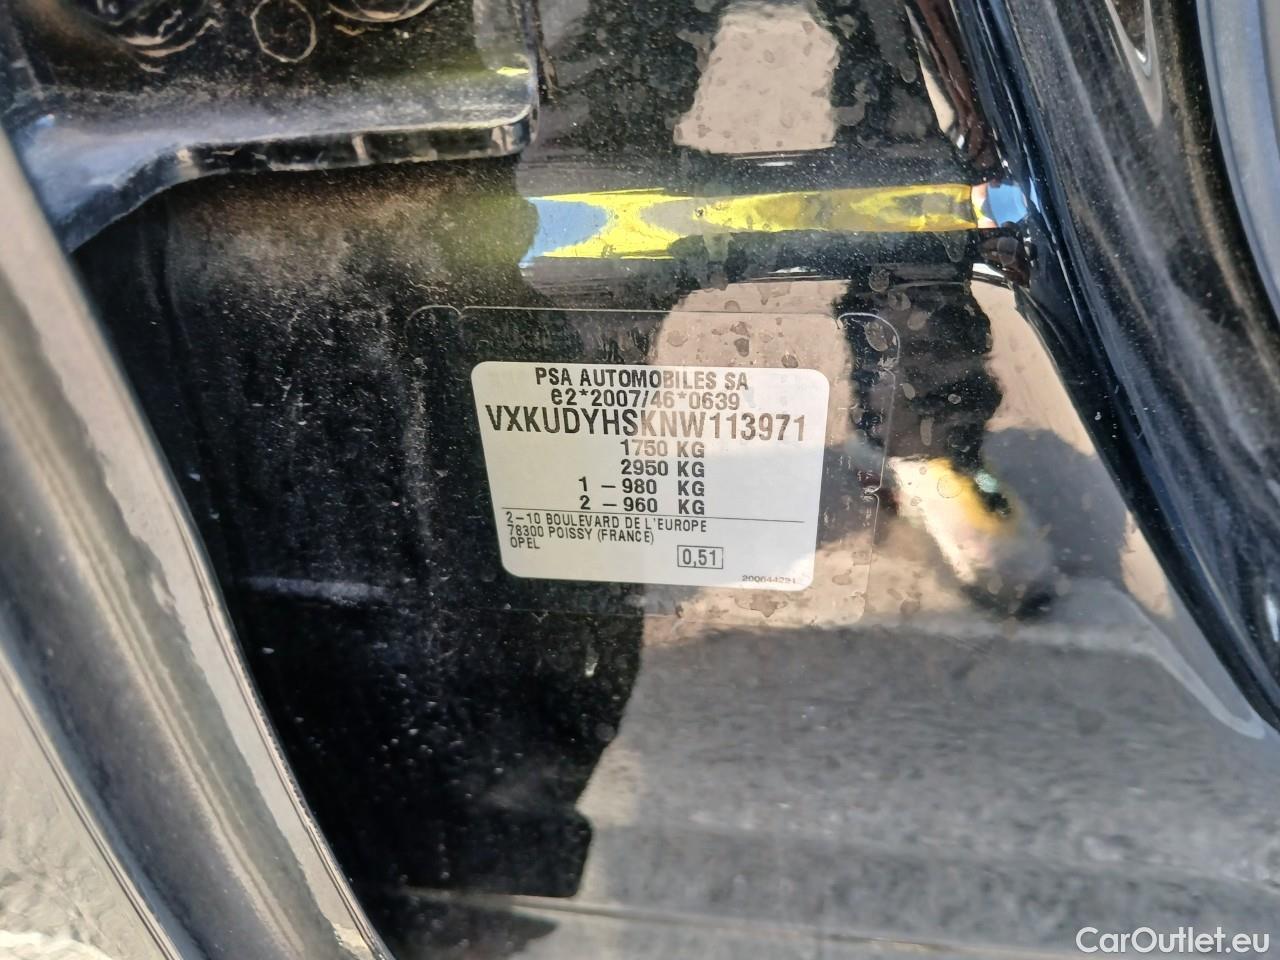 PSA AUTOMOBILES SA
e2*2007/46*0639
VXKUDYHSKNW113971
1750 KG
2950 KG
1 - 980 KG
2 - 960 KG
2-10 BOULEVARD DE L'EUROPE
78300 POISSY (FRANCE)
OPEL
0,51
CarOutlet.eu